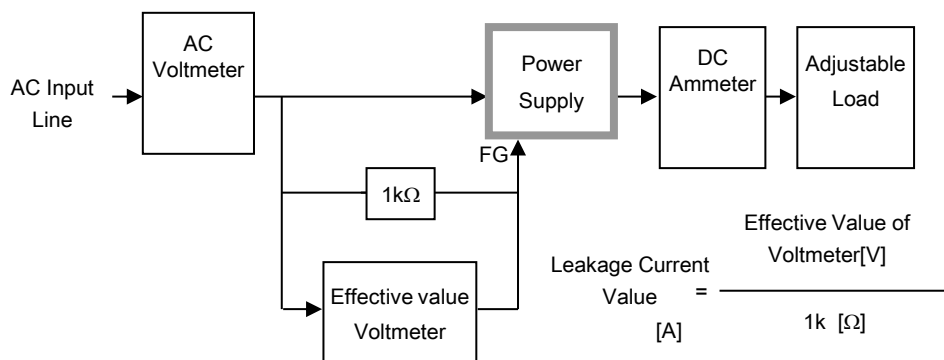 AC Input
Line
AC
Voltmeter
Power
Supply
FG
DC
Ammeter
Adjustable
Load
1kΩ
Effective value
Voltmeter
Leakage Current
Value
[A]
=
Effective Value of
Voltmeter[V]
1k [Ω]